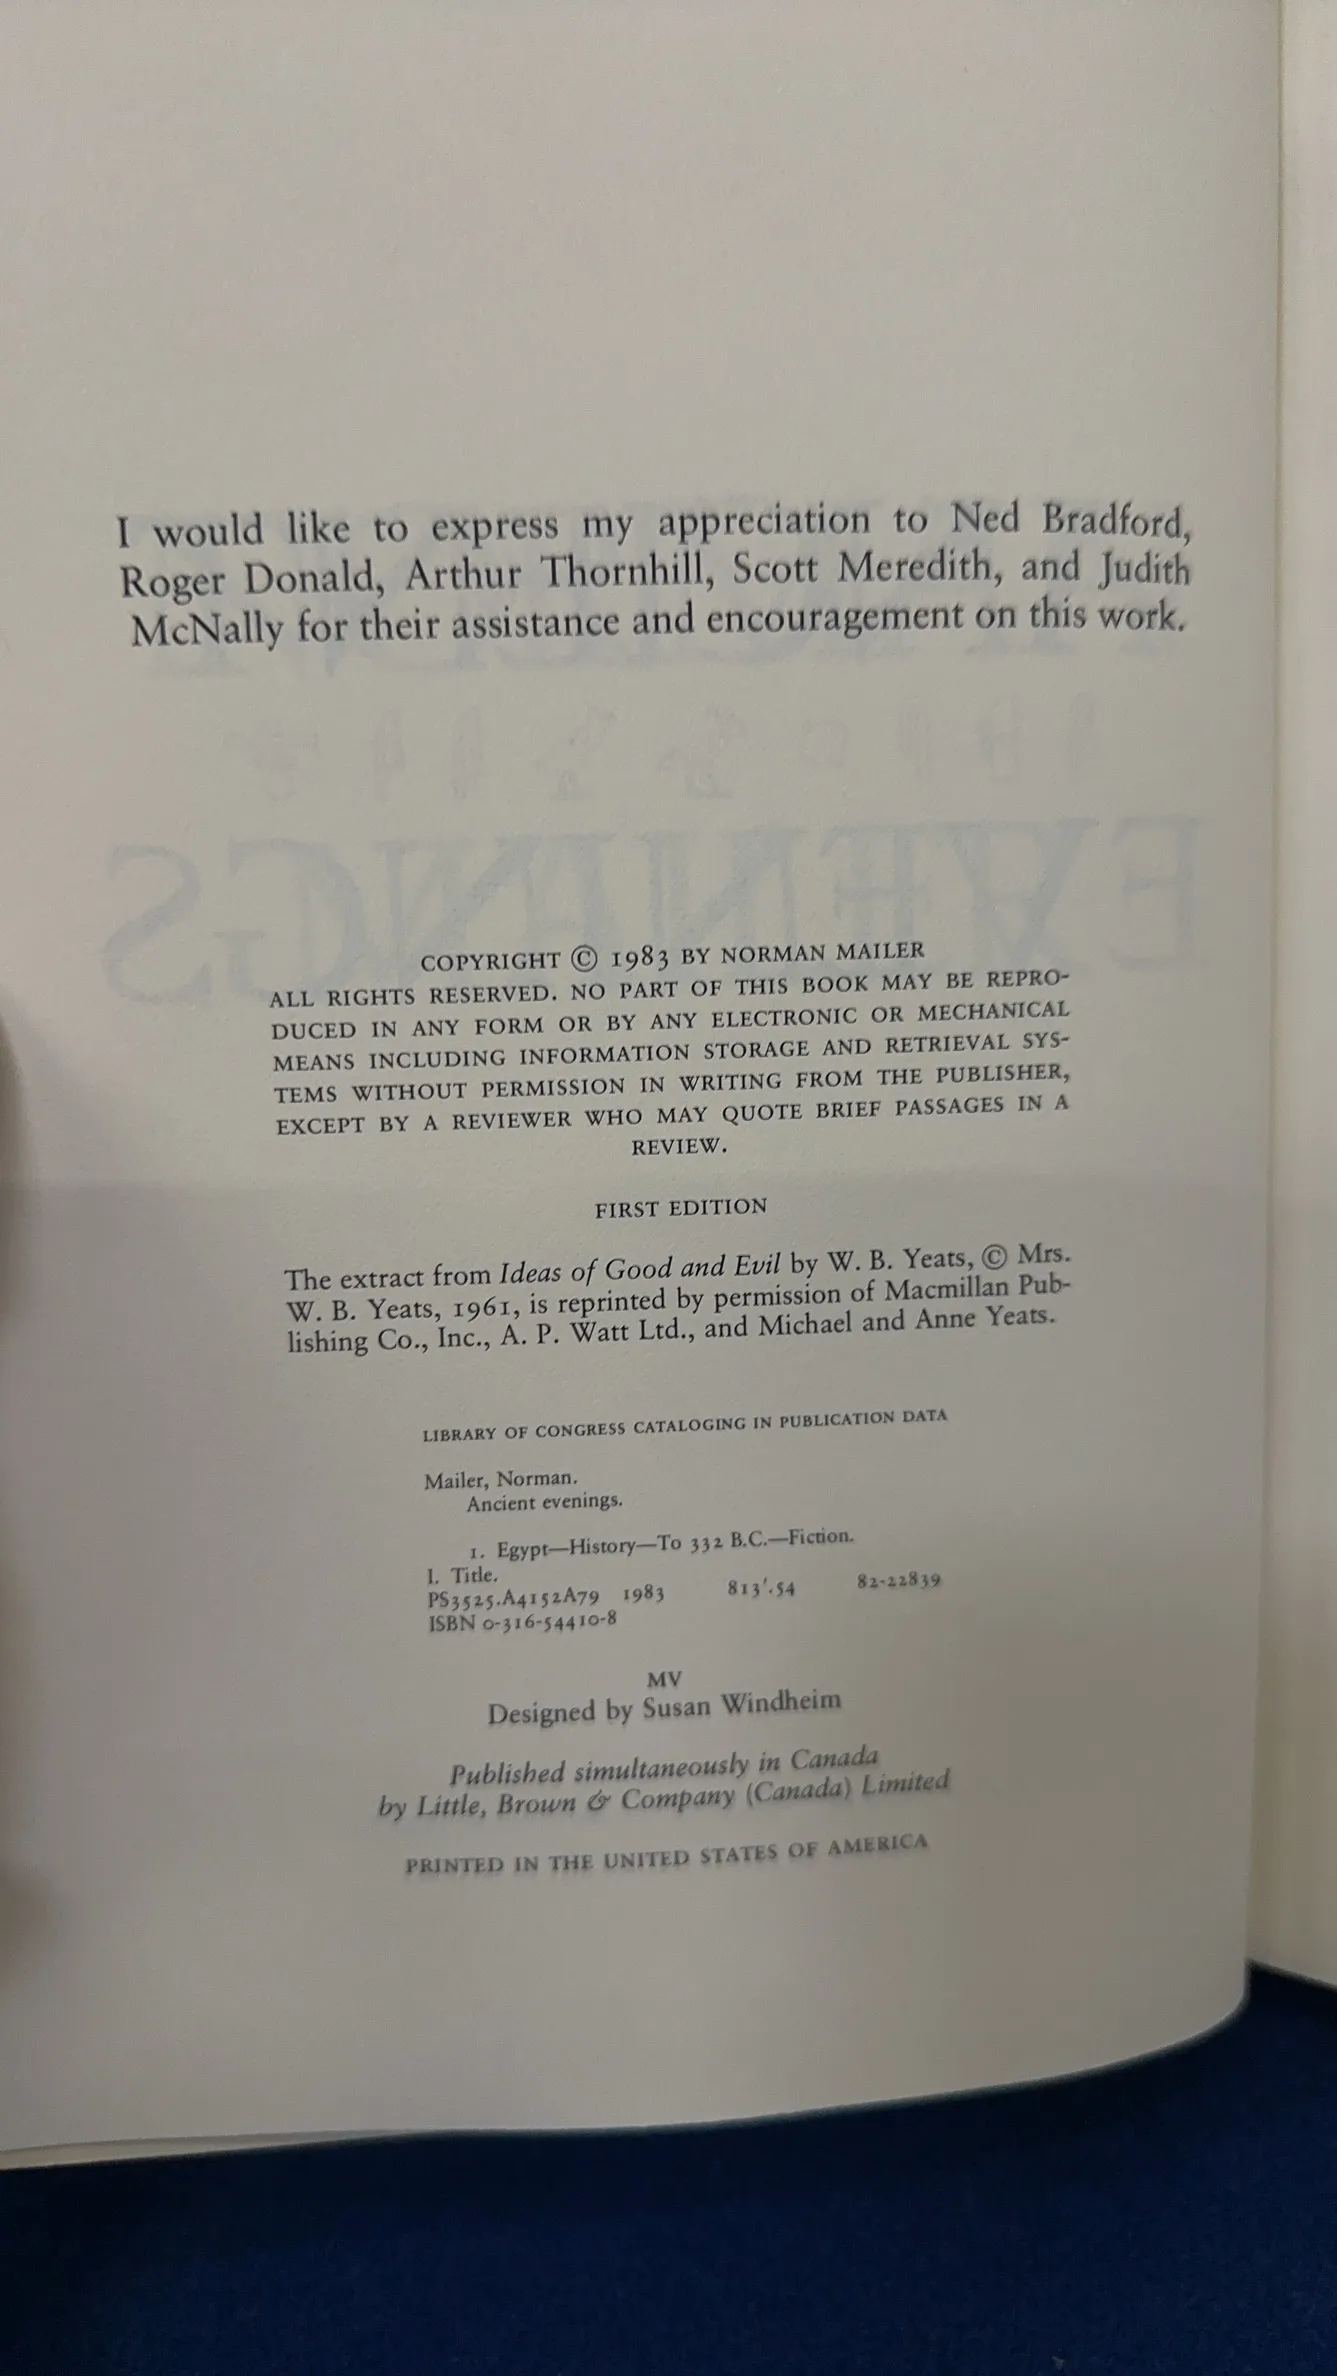 I would like to express my appreciation to Ned Bradford,
Roger Donald, Arthur Thornhill, Scott Meredith, and Judith
McNally for their assistance and encouragement on this work.
EVENINGS
COPYRIGHT © 1983 BY NORMAN MAILER
ALL RIGHTS RESERVED. NO PART OF THIS BOOK MAY BE REPRO-
DUCED IN ANY FORM OR BY ANY ELECTRONIC OR MECHANICAL
MEANS INCLUDING INFORMATION STORAGE AND RETRIEVAL SYS-
TEMS WITHOUT PERMISSION IN WRITING FROM THE PUBLISHER,
EXCEPT BY A REVIEWER WHO MAY QUOTE BRIEF PASSAGES IN A
REVIEW.
FIRST EDITION
The extract from Ideas of Good and Evil by W. B. Yeats, © Mrs.
W. B. Yeats, 1961, is reprinted by permission of Macmillan Pub-
lishing Co., Inc., A. P. Watt Ltd., and Michael and Anne Yeats.
LIBRARY OF CONGRESS CATALOGING IN PUBLICATION DATA
Mailer, Norman.
Ancient evenings.
1. Egypt—History—To 332 B.C.—Fiction.
I. Title.
PS3525.A4152A79 1983 813′.54 82-22839
ISBN 0-316-54410-8
MV
Designed by Susan Windheim
Published simultaneously in Canada
by Little, Brown & Company (Canada) Limited
PRINTED IN THE UNITED STATES OF AMERICA